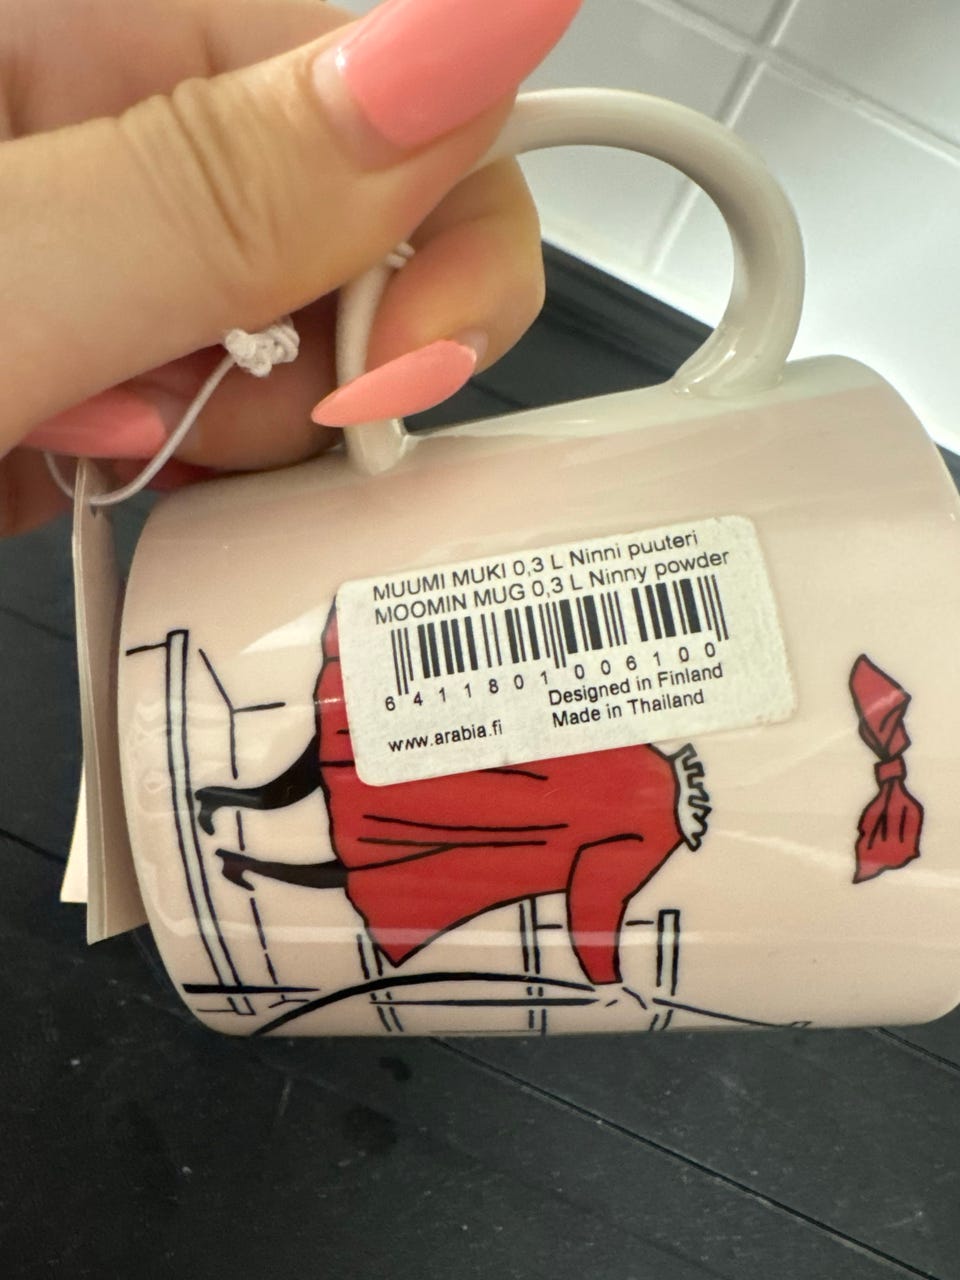 MUUMI MUKI 0,3 L Ninni puuteri
MOOMIN MUG 0,3 L Ninny powder
6 411801 006100
Designed in Finland
www.arabia.fi
Made in Thailand